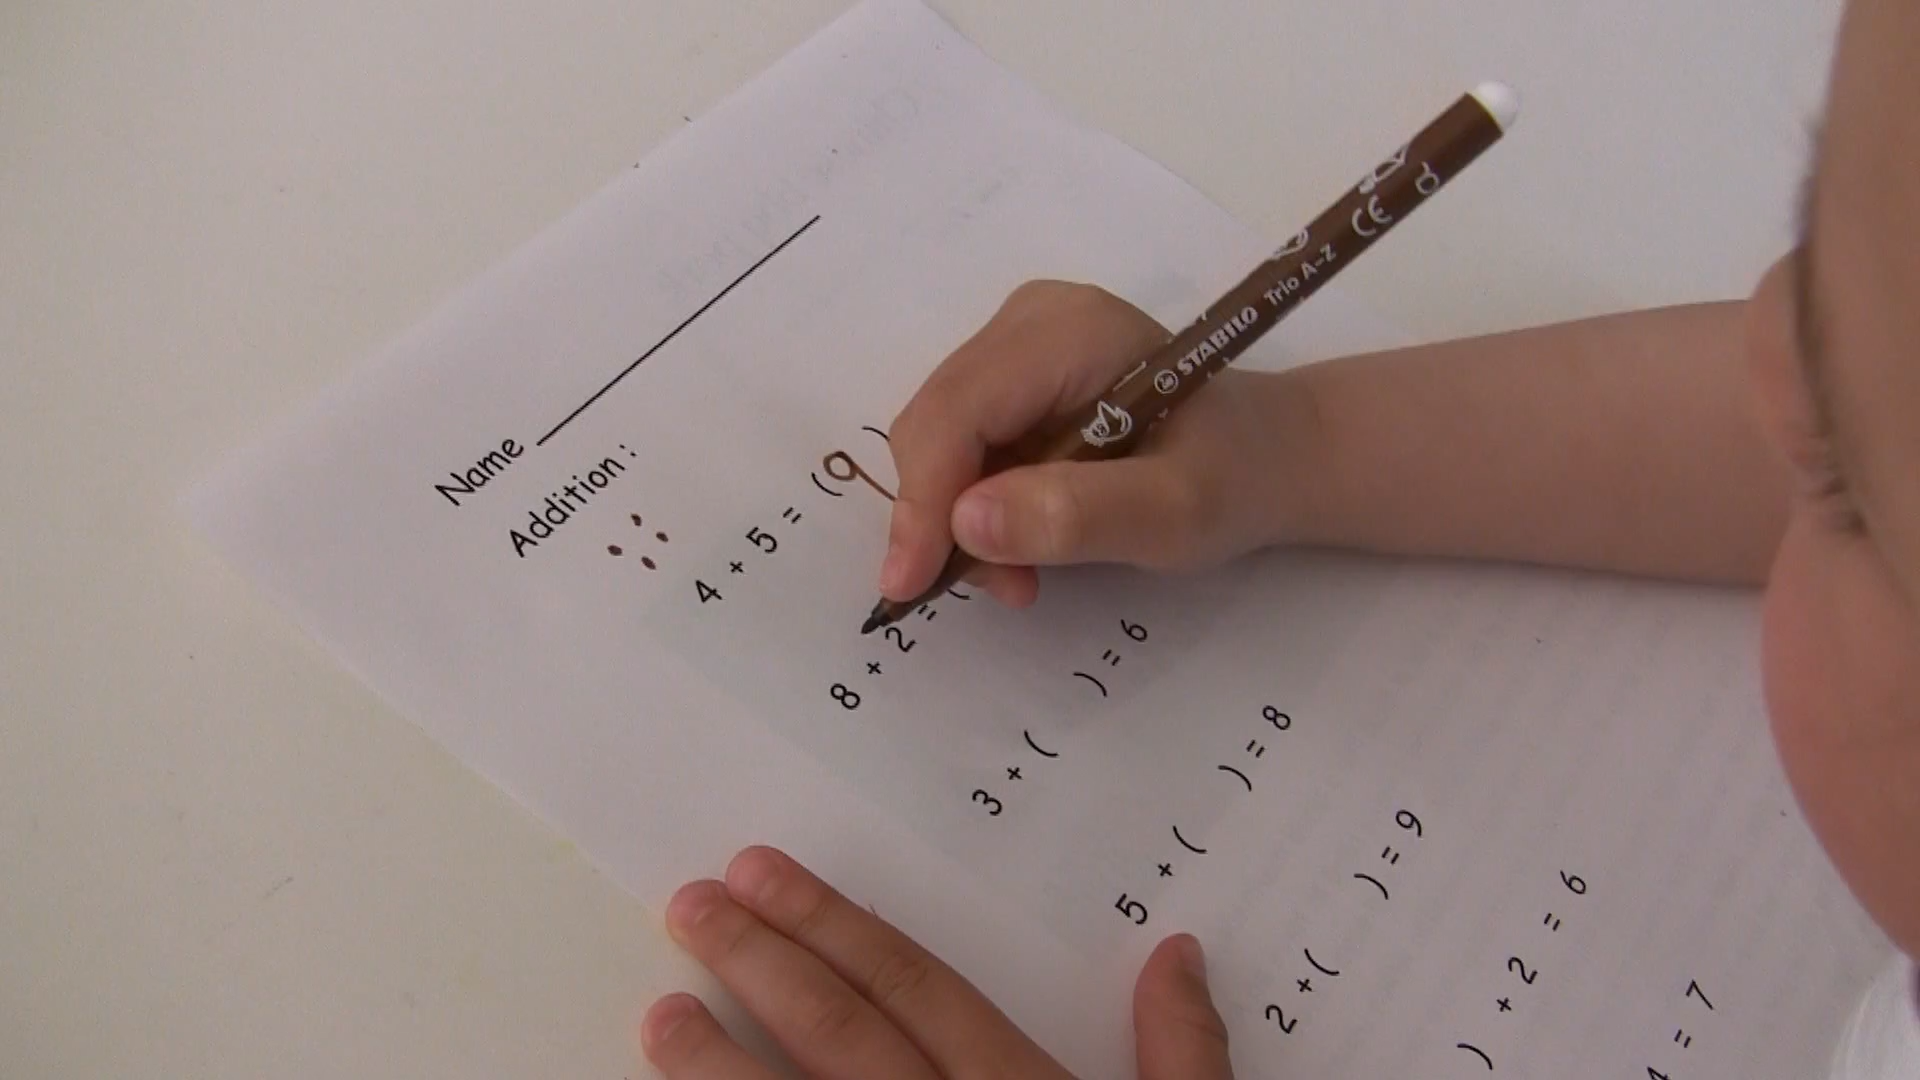 Name
Addition :
4 + 5 = (9)
8 + 2 = (
3 + ( ) = 6
5 + ( ) = 8
2 + ( ) = 9
) + 2 = 6
4 = 7
STABILO Trio A-Z CE